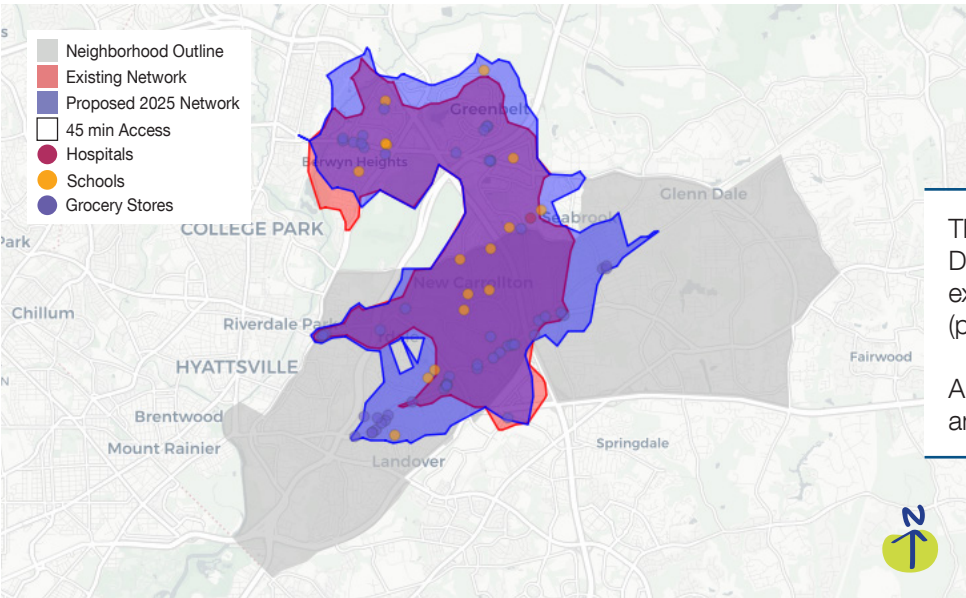 Neighborhood Outline
Existing Network
Proposed 2025 Network
45 min Access
Hospitals
Schools
Grocery Stores
Greenbelt
Berwyn Heights
Glenn Dale
Seabrook
COLLEGE PARK
Park
New Carrollton
Chillum
Riverdale Park
HYATTSVILLE
Fairwood
Brentwood
Mount Rainier
Springdale
Landover
N